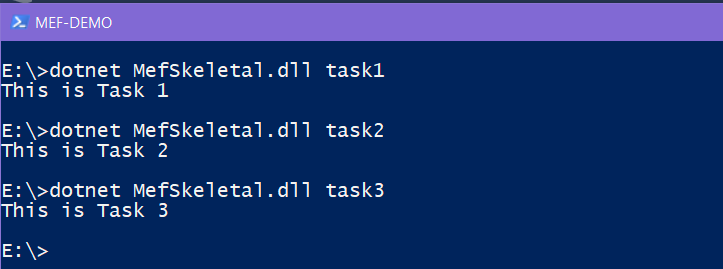 MEF-DEMO
E:\>dotnet MefSkeletal.dll task1
This is Task 1
E:\>dotnet MefSkeletal.dll task2
This is Task 2
E:\>dotnet MefSkeletal.dll task3
This is Task 3
E:\>